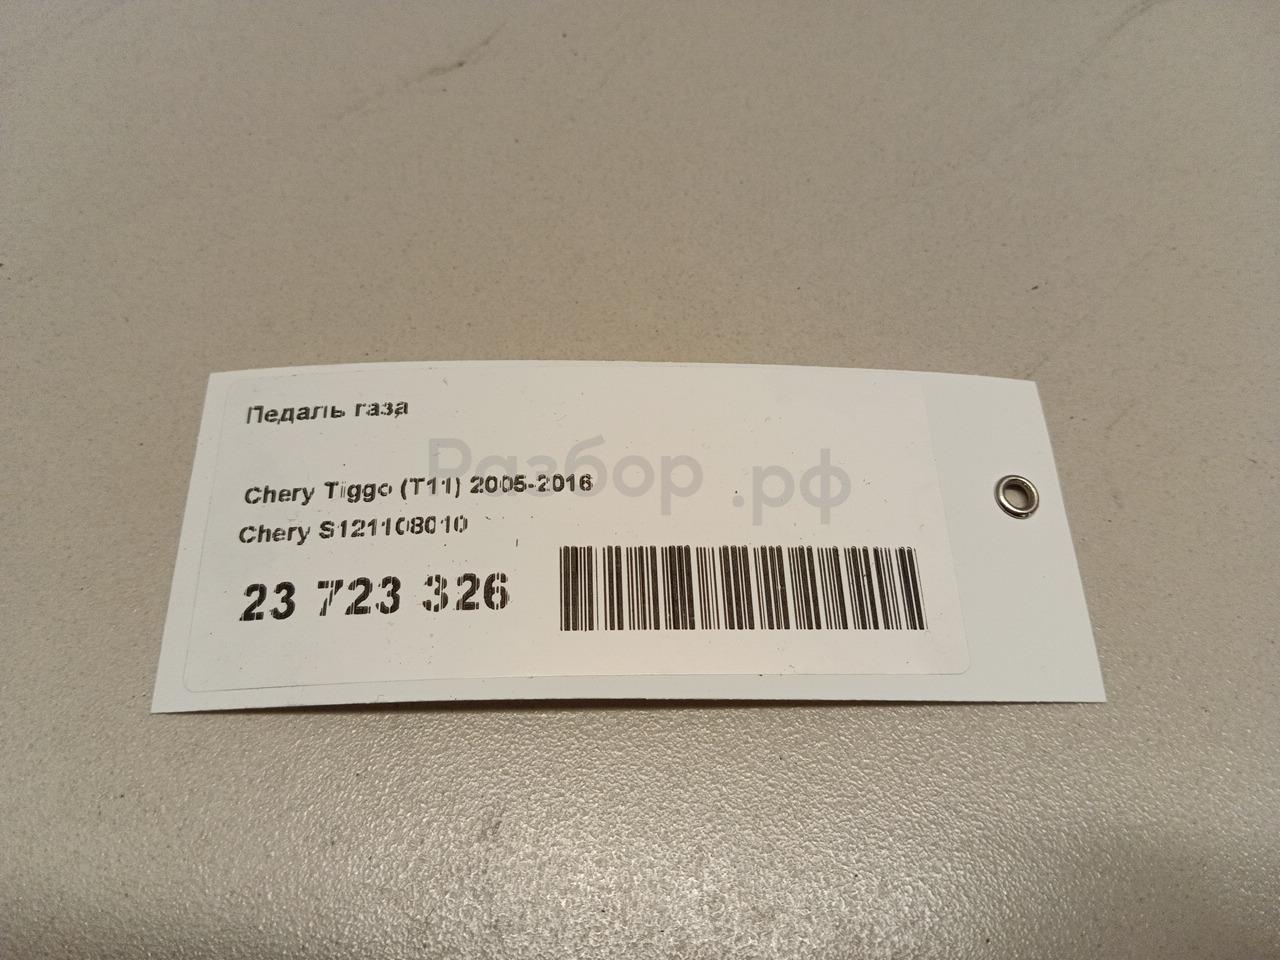 Педаль газа
Разбор.рф
Chery Tiggo (T11) 2005-2016
Chery S121108010
23 723 326